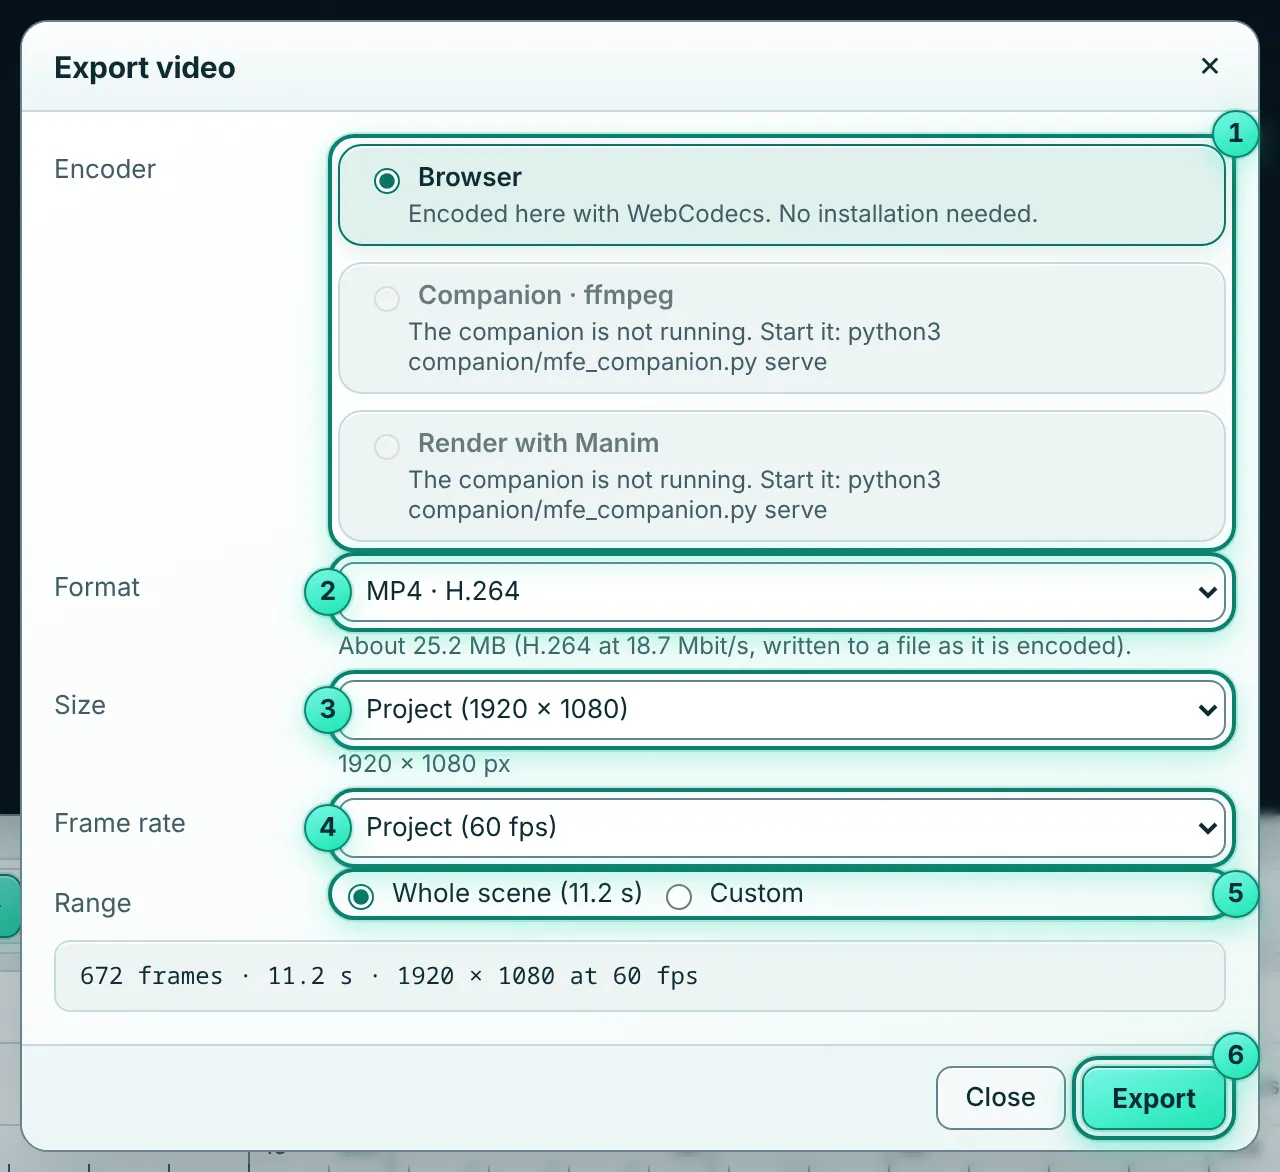 Export video
×
1
Encoder
Browser
Encoded here with WebCodecs. No installation needed.
Companion · ffmpeg
The companion is not running. Start it: python3
companion/mfe_companion.py serve
Render with Manim
The companion is not running. Start it: python3
companion/mfe_companion.py serve
Format
2
MP4 · H.264
About 25.2 MB (H.264 at 18.7 Mbit/s, written to a file as it is encoded).
Size
3
Project (1920 × 1080)
1920 × 1080 px
Frame rate
4
Project (60 fps)
Range
Whole scene (11.2 s) Custom
5
672 frames · 11.2 s · 1920 × 1080 at 60 fps
6
Close
Export